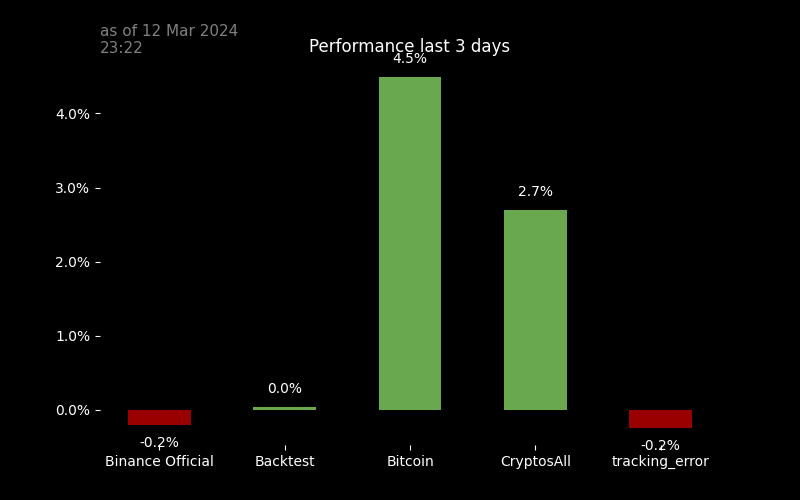 as of 12 Mar 2024
23:22
Performance last 3 days
4.5%
4.0%
3.0%
2.7%
2.0%
1.0%
0.0%
0.0%
-0.2%
-0.2%
Binance Official
Backtest
Bitcoin
CryptosAll
tracking_error